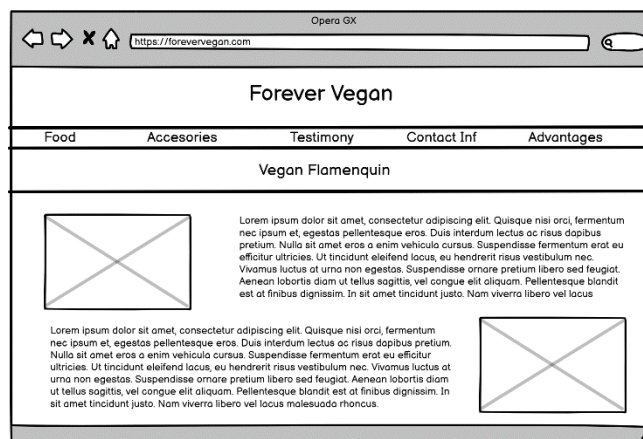 Opera GX
https://forevervegan.com
Forever Vegan
Food Accesories Testimony Contact Inf Advantages
Vegan Flamenquin
Lorem ipsum dolor sit amet, consectetur adipiscing elit. Quisque nisi orci, fermentum
nec ipsum et, egestas pellentesque eros. Duis interdum lectus ac risus dapibus
pretium. Nulla sit amet eros a enim vehicula cursus. Suspendisse fermentum erat eu
efficitur ultricies. Ut tincidunt eleifend lacus, eu hendrerit risus vestibulum nec.
Vivamus luctus at urna non egestas. Suspendisse ornare pretium libero sed feugiat.
Aenean lobortis diam ut tellus sagittis, vel congue elit aliquam. Pellentesque blandit
est at finibus dignissim. In sit amet tincidunt justo. Nam viverra libero vel lacus
Lorem ipsum dolor sit amet, consectetur adipiscing elit. Quisque nisi orci, fermentum
nec ipsum et, egestas pellentesque eros. Duis interdum lectus ac risus dapibus pretium.
Nulla sit amet eros a enim vehicula cursus. Suspendisse fermentum erat eu efficitur
ultricies. Ut tincidunt eleifend lacus, eu hendrerit risus vestibulum nec. Vivamus luctus at
urna non egestas. Suspendisse ornare pretium libero sed feugiat. Aenean lobortis diam
ut tellus sagittis, vel congue elit aliquam. Pellentesque blandit est at finibus dignissim. In
sit amet tincidunt justo. Nam viverra libero vel lacus malesuada rhoncus.